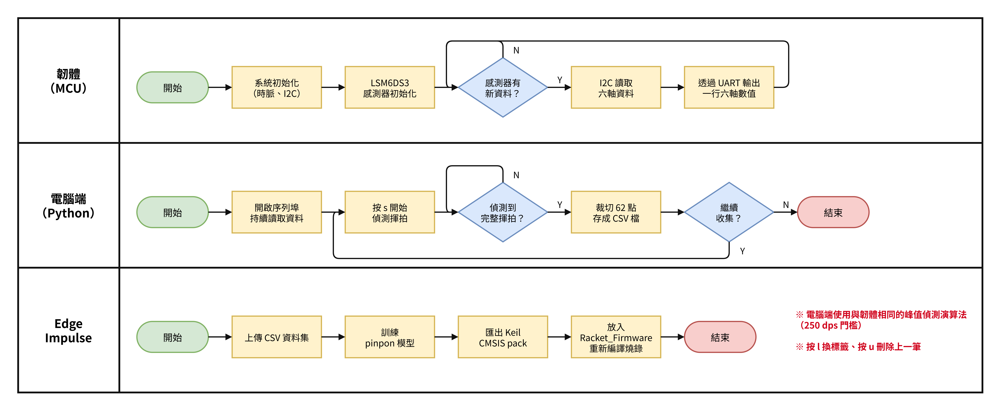 韌體
（MCU）
開始
系統初始化
（時脈、I2C）
LSM6DS3
感測器初始化
感測器有
新資料？
N
Y
I2C 讀取
六軸資料
透過 UART 輸出
一行六軸數值
電腦端
（Python）
開始
開啟序列埠
持續讀取資料
按 s 開始
偵測揮拍
偵測到
完整揮拍？
N
Y
裁切 62 點
存成 CSV 檔
繼續
收集？
N
Y
結束
Edge
Impulse
開始
上傳 CSV 資料集
訓練
pinpon 模型
匯出 Keil
CMSIS pack
放入
Racket_Firmware
重新編譯燒錄
結束
※ 電腦端使用與韌體相同的峰值偵測演算法
（250 dps 門檻）
※ 按 l 換標籤、按 u 刪除上一筆